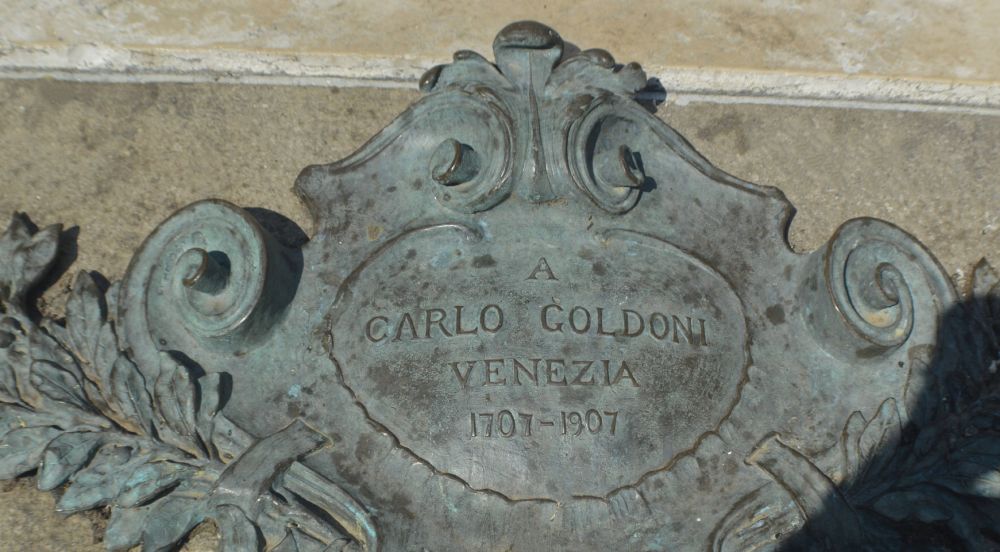 A
CARLO GOLDONI
VENEZIA
1707-1907